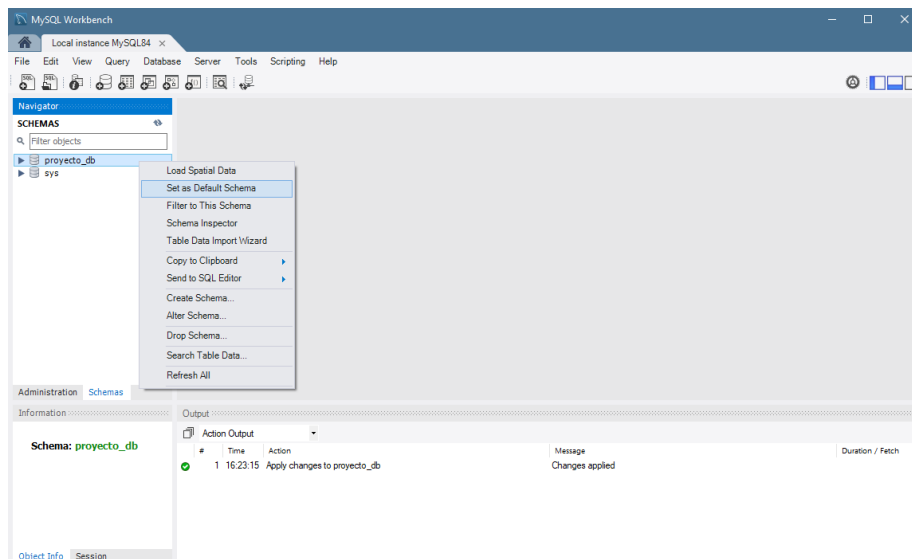 MySQL Workbench
Local instance MySQL84 ×
File Edit View Query Database Server Tools Scripting Help
Navigator
SCHEMAS
Filter objects
proyecto_db
sys
Load Spatial Data
Set as Default Schema
Filter to This Schema
Schema Inspector
Table Data Import Wizard
Copy to Clipboard
Send to SQL Editor
Create Schema...
Alter Schema...
Drop Schema...
Search Table Data...
Refresh All
Administration Schemas
Information
Schema: proyecto_db
Object Info Session
Output
Action Output
# Time Action Message Duration / Fetch
1 16:23:15 Apply changes to proyecto_db Changes applied